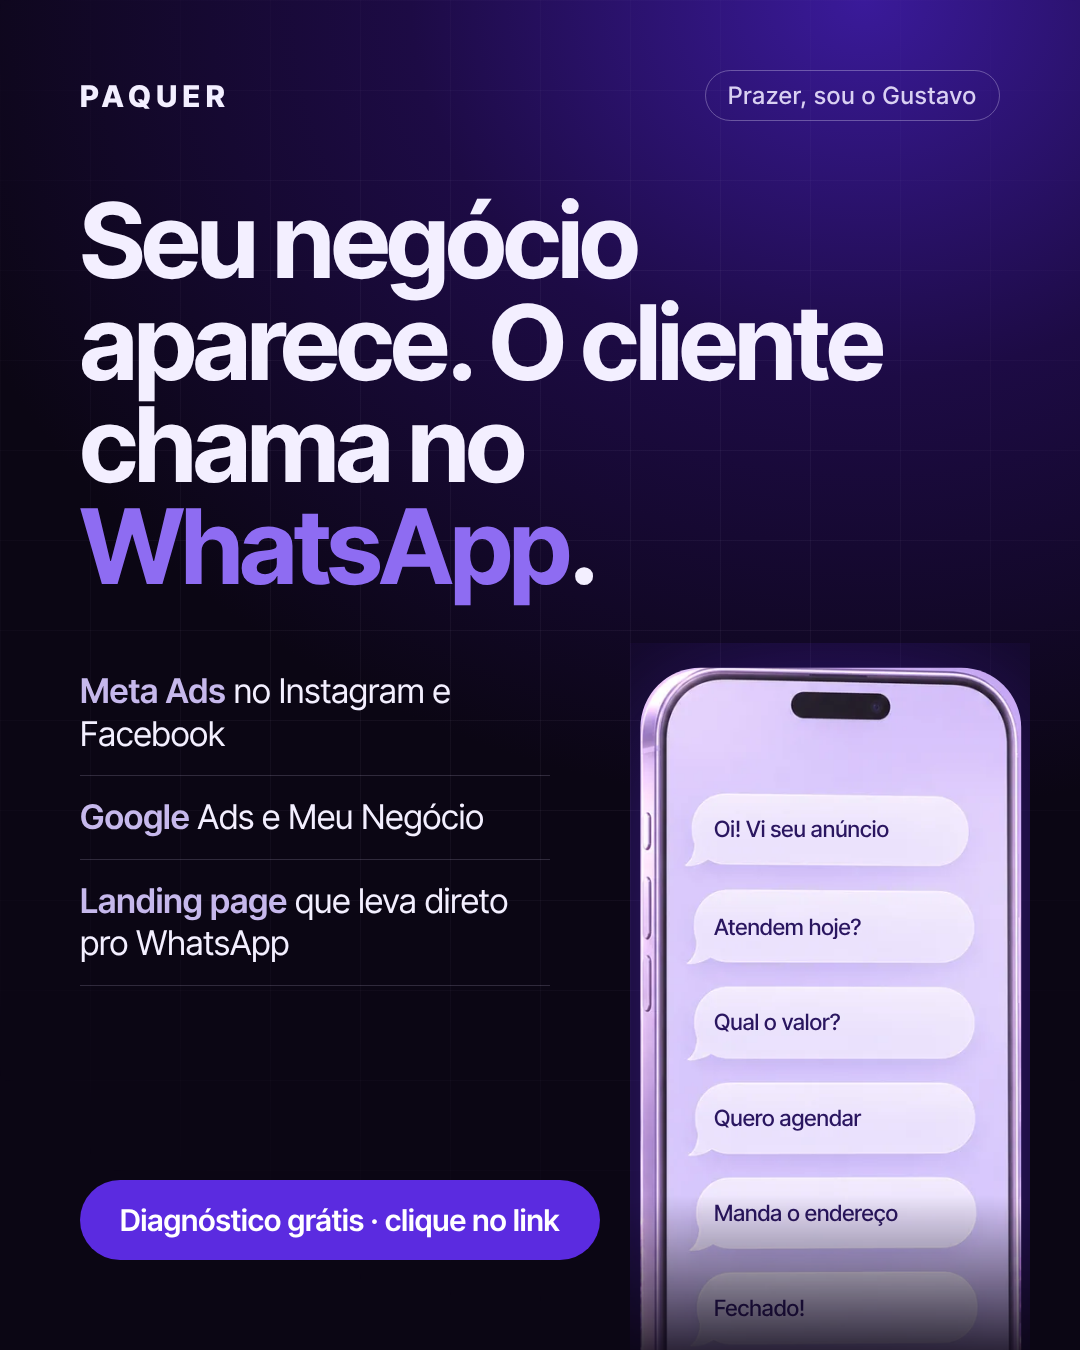 PAQUER
Prazer, sou o Gustavo
Seu negócio
aparece. O cliente
chama no
WhatsApp.
Meta Ads no Instagram e
Facebook
Google Ads e Meu Negócio
Landing page que leva direto
pro WhatsApp
Diagnóstico grátis · clique no link
Oi! Vi seu anúncio
Atendem hoje?
Qual o valor?
Quero agendar
Manda o endereço
Fechado!